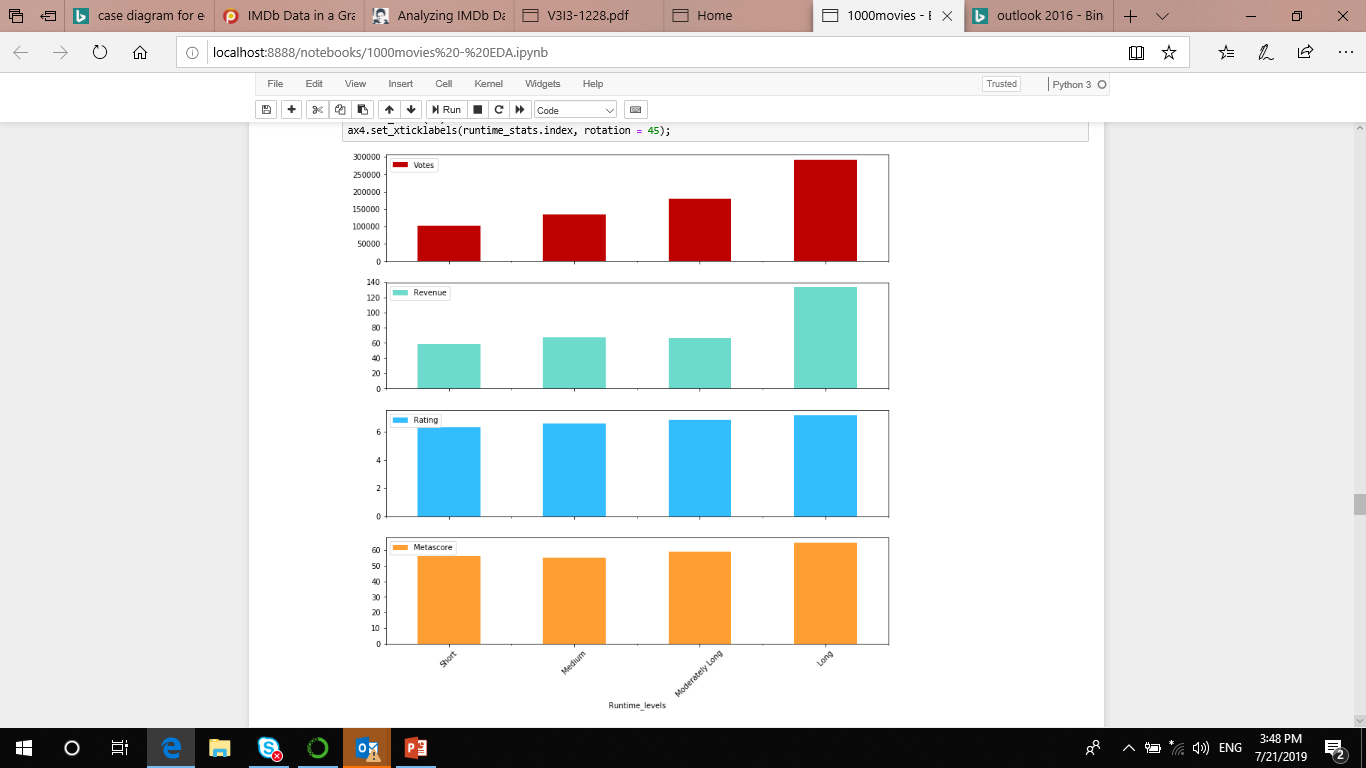 case diagram for e
IMDb Data in a Gra
Analyzing IMDb Da
V3I3-1228.pdf
Home
1000movies - E
outlook 2016 - Bin
localhost:8888/notebooks/1000movies%20-%20EDA.ipynb
File Edit View Insert Cell Kernel Widgets Help
Trusted
Python 3
Run
Code
ax4.set_xticklabels(runtime_stats.index, rotation = 45);
300000
Votes
250000
200000
150000
100000
50000
0
140
Revenue
120
100
80
60
40
20
0
Rating
6
4
2
0
Metascore
60
50
40
30
20
10
0
Short
Medium
Moderately Long
Long
Runtime_levels
ENG
3:48 PM
7/21/2019
2